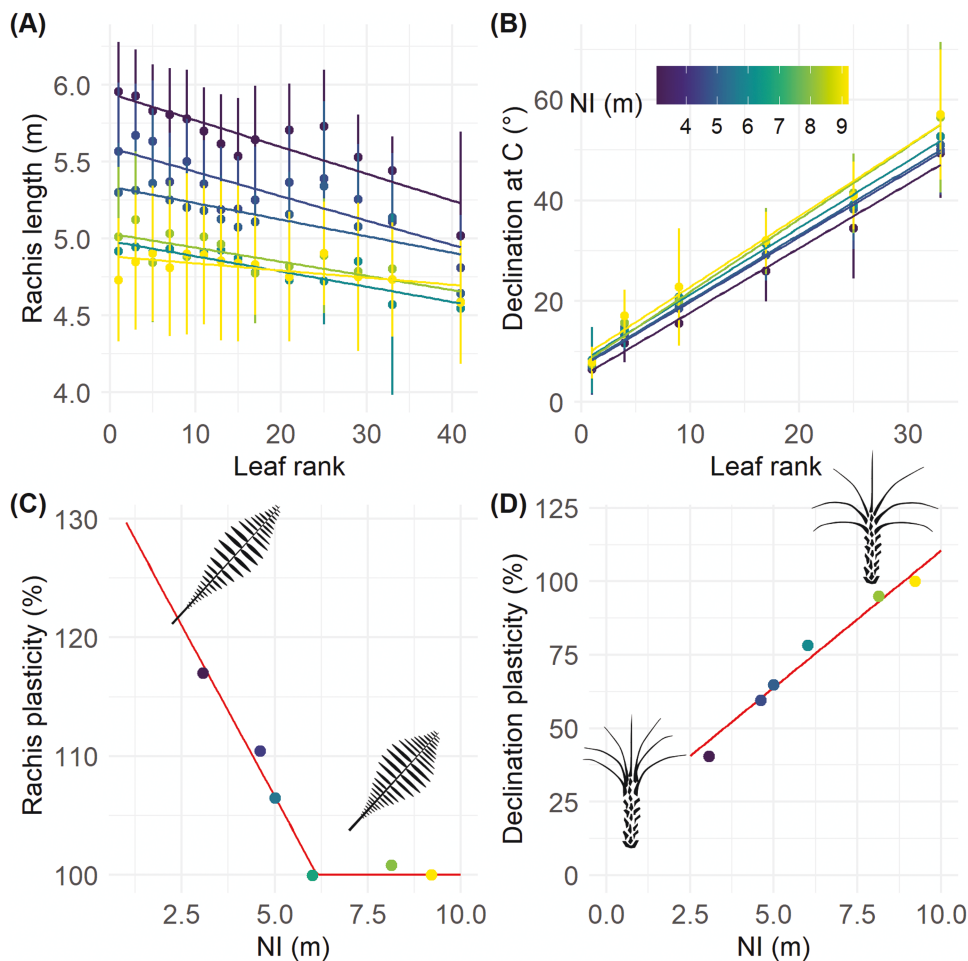 (A)
Rachis length (m)
6.0
5.5
5.0
4.5
4.0
0 10 20 30 40
Leaf rank
(B)
Declination at C (°)
60
40
20
0
NI (m)
4 5 6 7 8 9
0 10 20 30
Leaf rank
(C)
Rachis plasticity (%)
130
120
110
100
2.5 5.0 7.5 10.0
NI (m)
(D)
Declination plasticity (%)
125
100
75
50
25
0
0.0 2.5 5.0 7.5 10.0
NI (m)